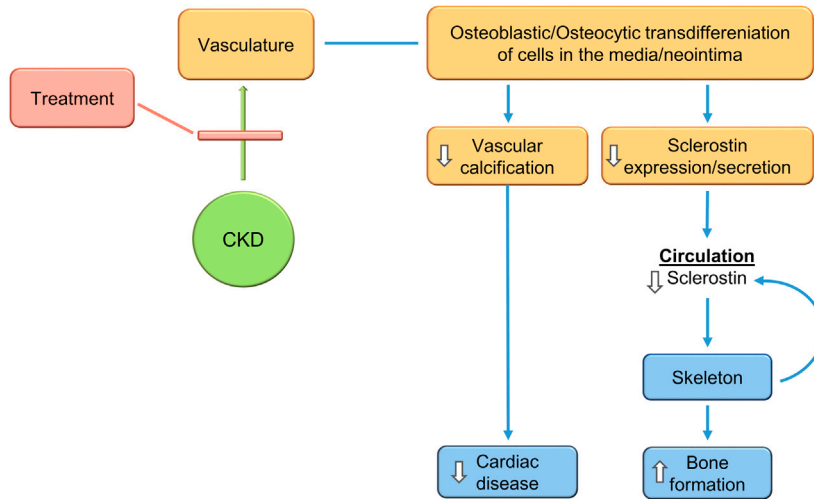 Vasculature
Osteoblastic/Osteocytic transdiffereniation
of cells in the media/neointima
Treatment
Vascular
calcification
Sclerostin
expression/secretion
CKD
Circulation
Sclerostin
Skeleton
Cardiac
disease
Bone
formation